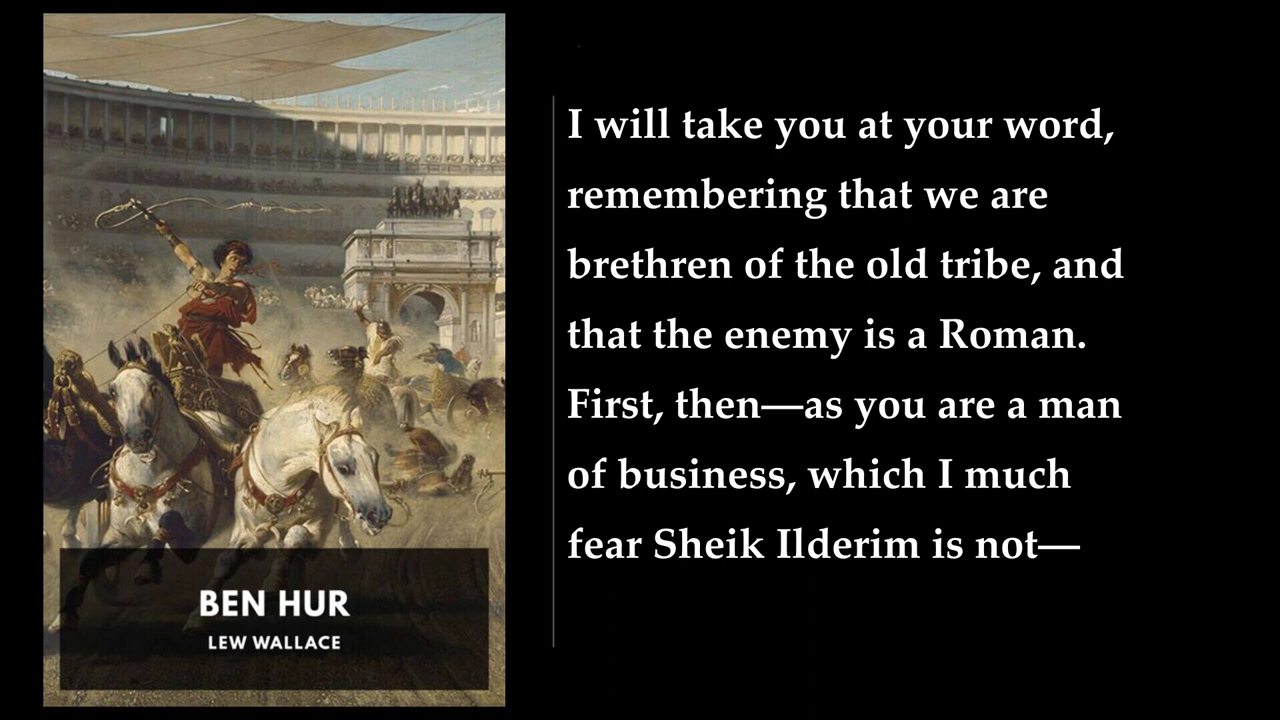 BEN HUR
LEW WALLACE
I will take you at your word,
remembering that we are
brethren of the old tribe, and
that the enemy is a Roman.
First, then—as you are a man
of business, which I much
fear Sheik Ilderim is not—